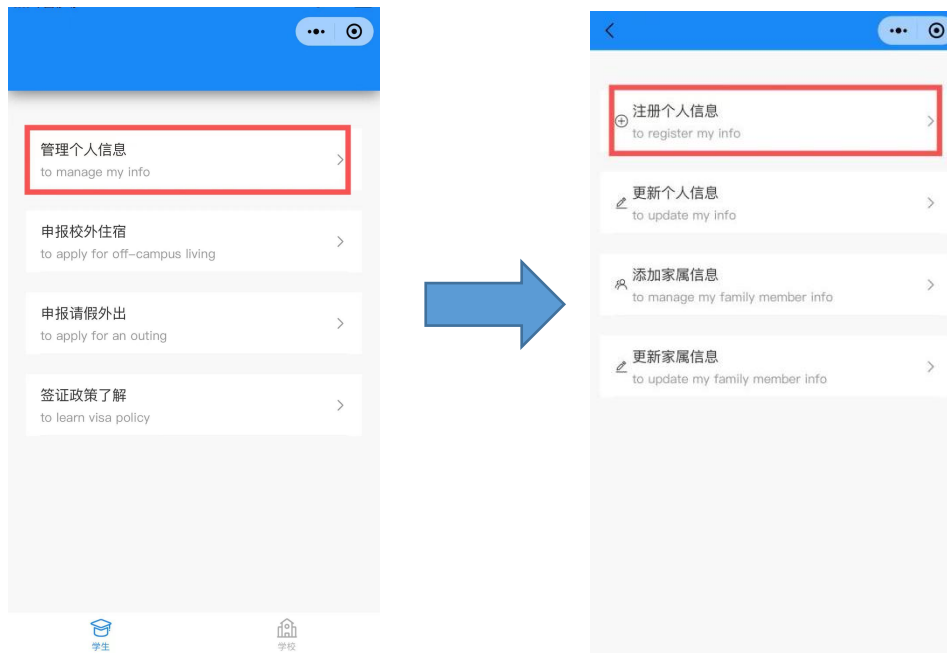 管理个人信息
to manage my info
申报校外住宿
to apply for off-campus living
申报请假外出
to apply for an outing
签证政策了解
to learn visa policy
学生
学校
注册个人信息
to register my info
更新个人信息
to update my info
添加家属信息
to manage my family member info
更新家属信息
to update my family member info